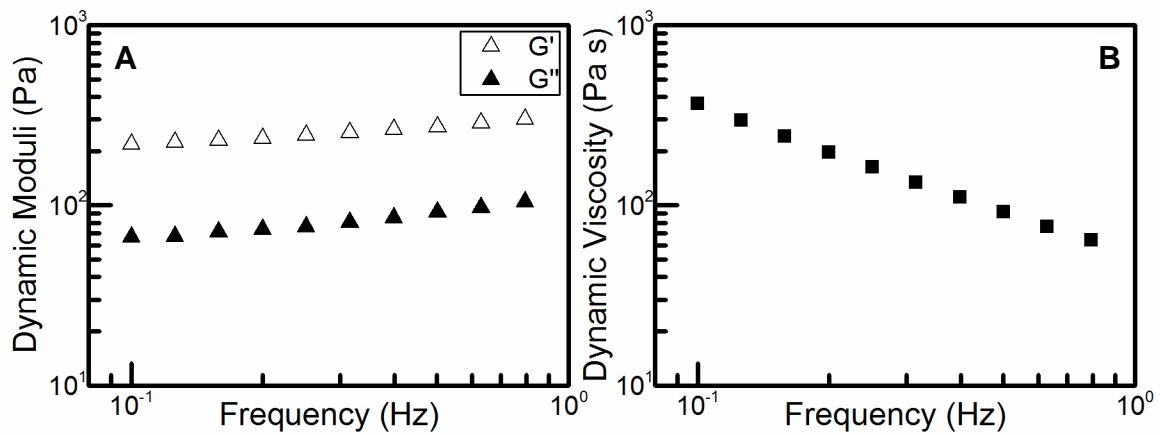 A
G'
G"
Dynamic Moduli (Pa)
10³
10²
10¹
10⁻¹
10⁰
Frequency (Hz)
B
Dynamic Viscosity (Pa s)
10³
10²
10¹
10⁻¹
10⁰
Frequency (Hz)